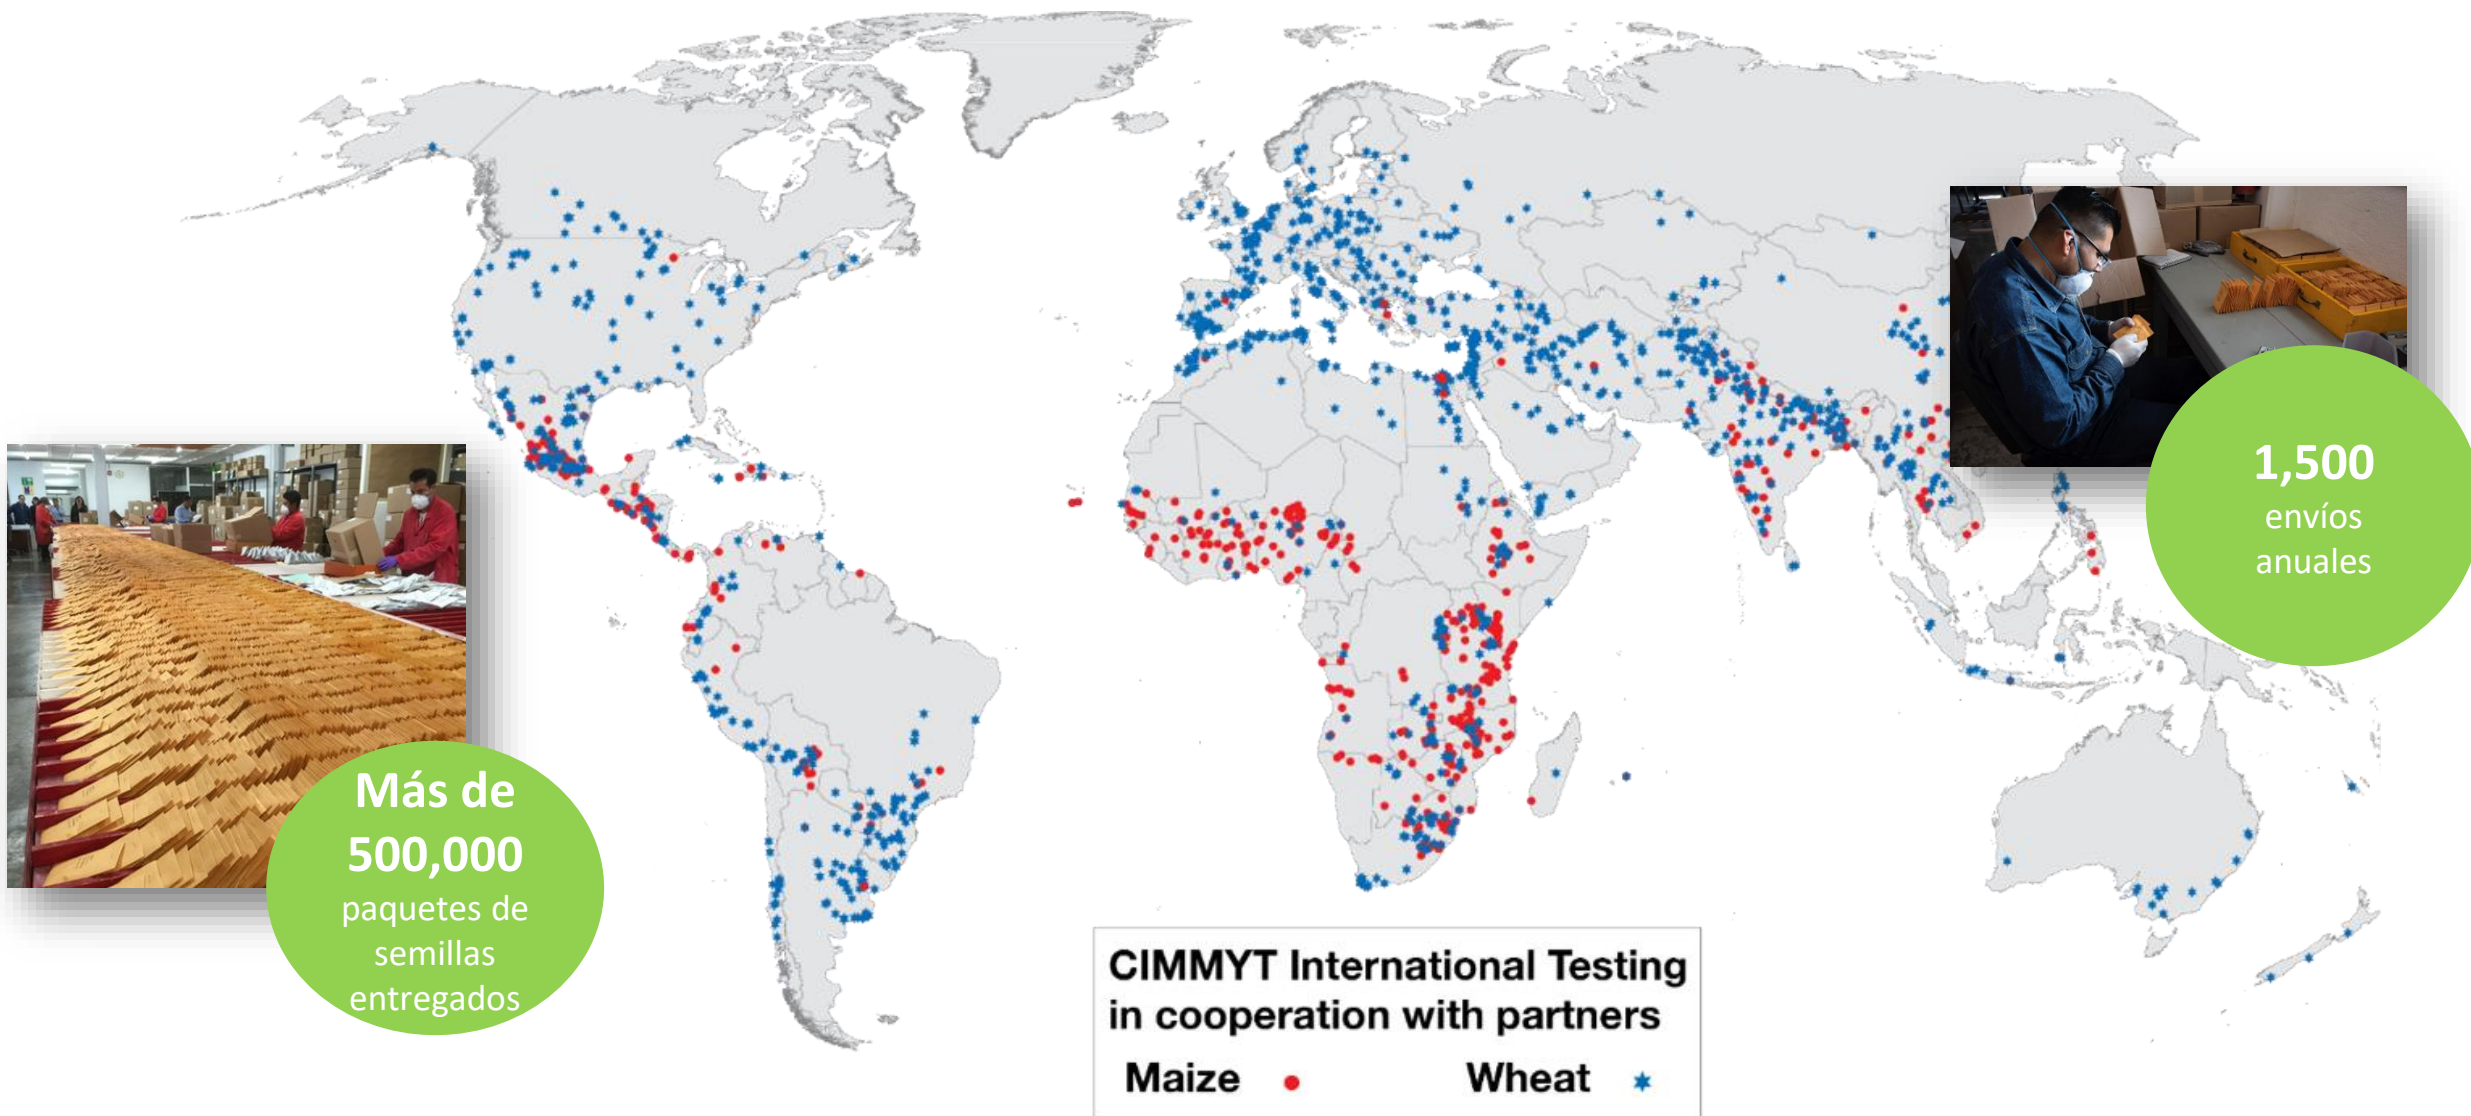 1,500
envíos
anuales
Más de
500,000
paquetes de
semillas
entregados
CIMMYT International Testing
in cooperation with partners
Maize
Wheat